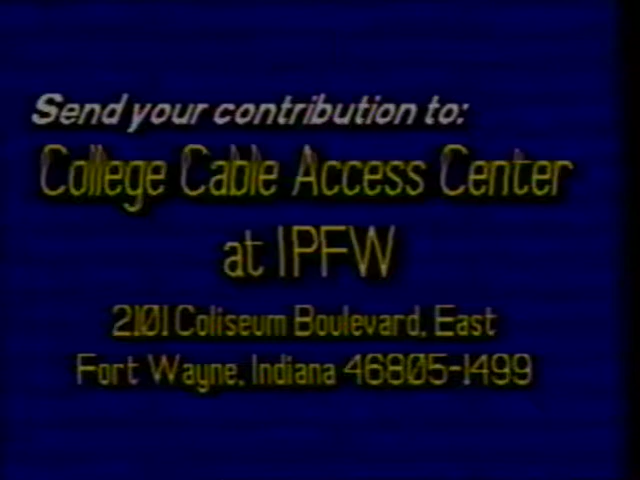 Send your contribution to:
College Cable Access Center
at IPFW
2101 Coliseum Boulevard, East
Fort Wayne, Indiana 46805-1499